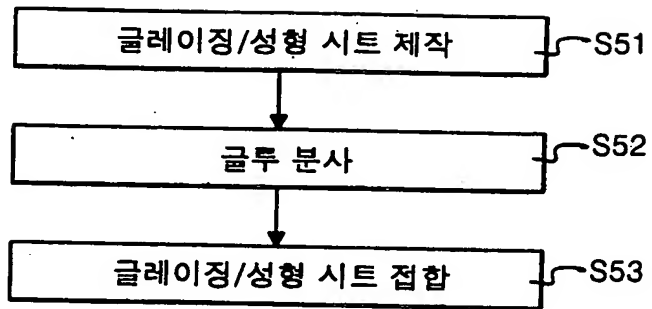 글레이징/성형 시트 제작
S51
글루 분사
S52
글레이징/성형 시트 접합
S53